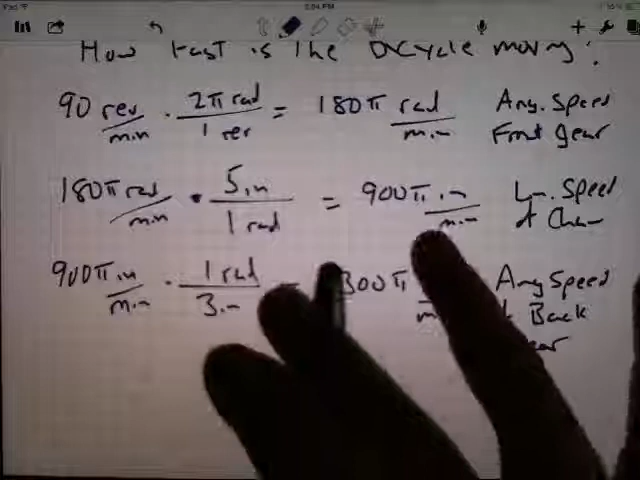 How fast is the bicycle moving?
90 rev/min · 2π rad/1 rev = 180π rad/min Ang. Speed Front Gear
180π rad/min · 5 in/1 rad = 900π in/min Lin. Speed of Chain
900π in/min · 1 rad/3 in = 300π Ang Speed Back